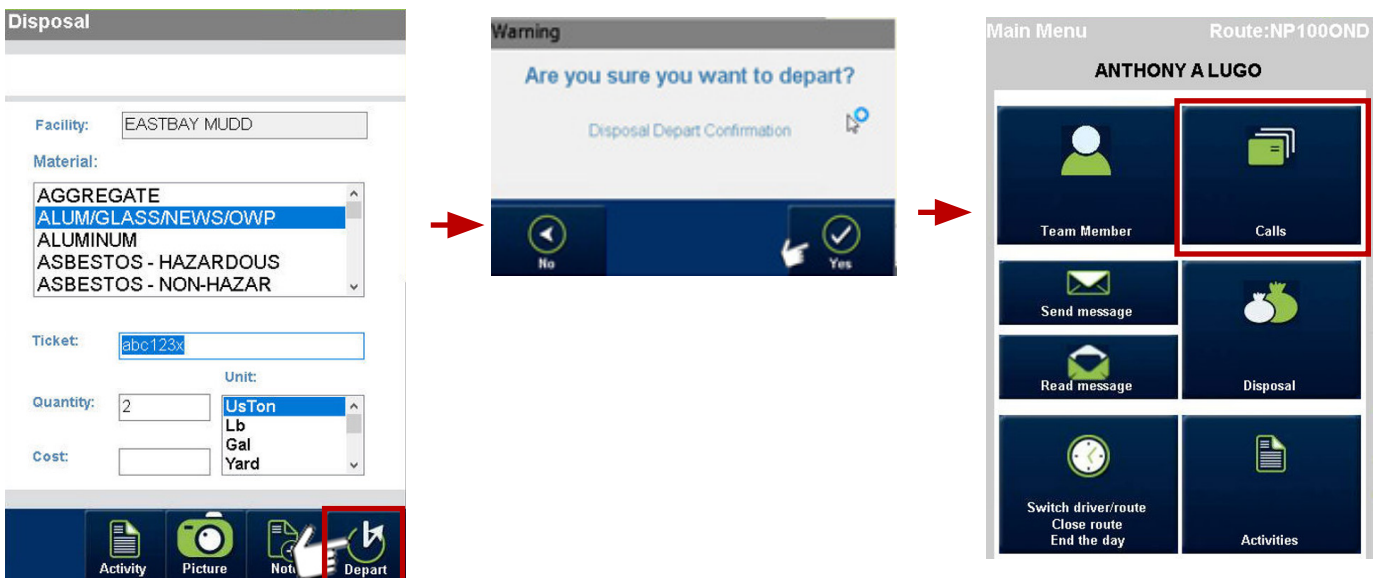 Disposal
Facility: EASTBAY MUDD
Material:
AGGREGATE
ALUM/GLASS/NEWS/OWP
ALUMINUM
ASBESTOS - HAZARDOUS
ASBESTOS - NON-HAZAR
Ticket: abc123x
Unit:
Quantity: 2 UsTon
Lb
Gal
Cost: Yard
Activity Picture Depart
Warning
Are you sure you want to depart?
Disposal Depart Confirmation
No Yes
Main Menu Route:NP100OND
ANTHONY A LUGO
Team Member Calls
Send message
Read message Disposal
Switch driver/route
Close route
End the day Activities